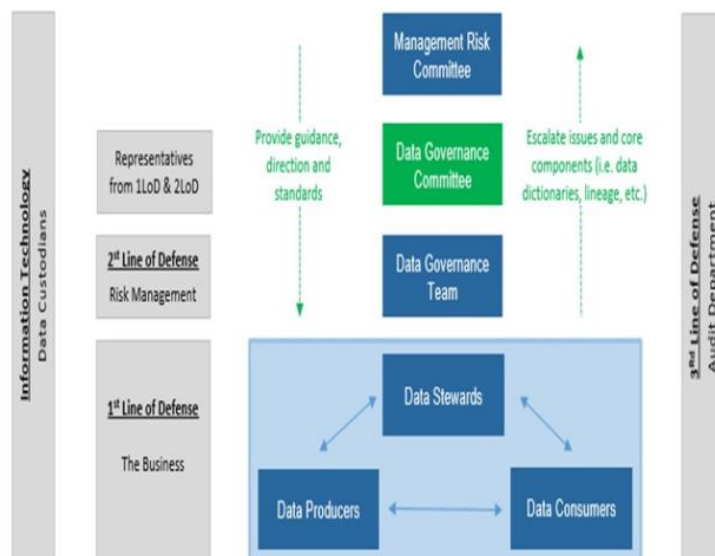 Information Technology
Data Custodians
Representatives
from 1LoD & 2LoD
2nd Line of Defense
Risk Management
1st Line of Defense
The Business
Provide guidance,
direction and
standards
Management Risk
Committee
Data Governance
Committee
Data Governance
Team
Data Stewards
Data Producers
Data Consumers
Escalate issues and core
components (i.e. data
dictionaries, lineage, etc.)
3Rd Line of Defense
Audit Department